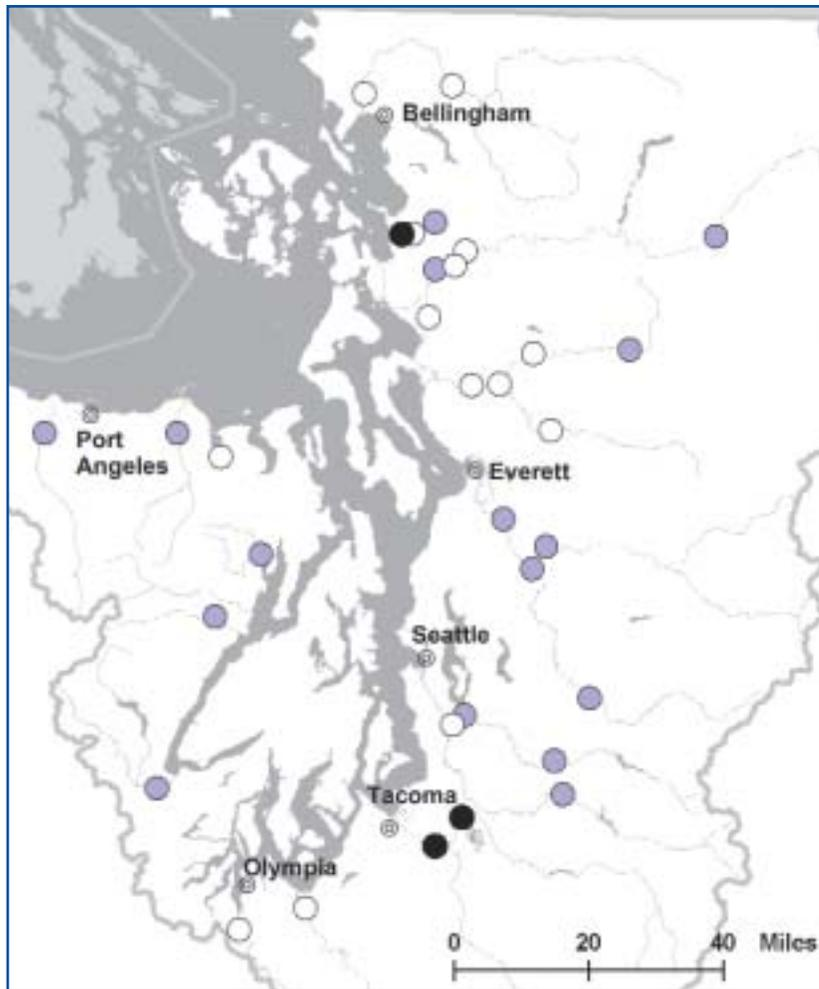 Bellingham
Port
Angeles
Everett
Seattle
Tacoma
Olympia
0 20 40 Miles